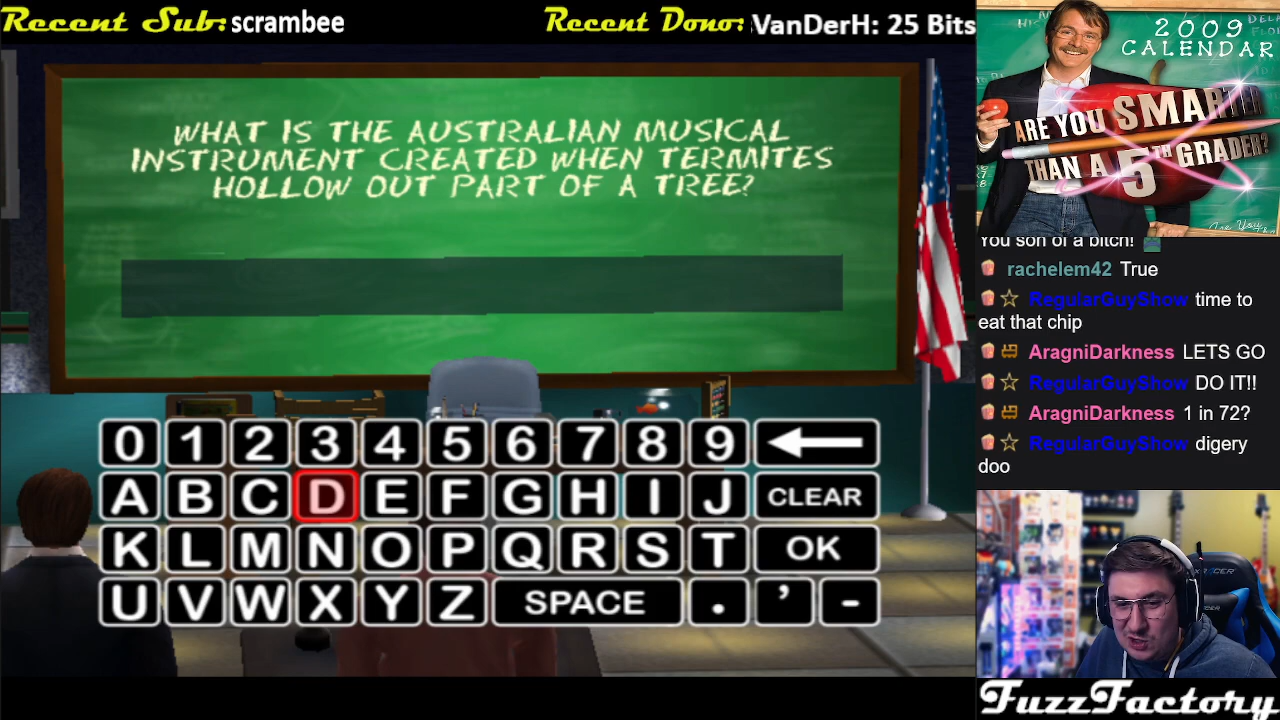 Recent Sub: scrambee
Recent Dono: VanDerH: 25 Bits
2009
CALENDAR
ARE YOU SMARTER
THAN A 5TH GRADER?
WHAT IS THE AUSTRALIAN MUSICAL
INSTRUMENT CREATED WHEN TERMITES
HOLLOW OUT PART OF A TREE?
You son of a bitch!
rachelem42 True
RegularGuyShow time to
eat that chip
AragniDarkness LETS GO
RegularGuyShow DO IT!!
AragniDarkness 1 in 72?
RegularGuyShow digery
doo
0 1 2 3 4 5 6 7 8 9
A B C D E F G H I J CLEAR
K L M N O P Q R S T OK
U V W X Y Z SPACE . ' -
FuzzFactory